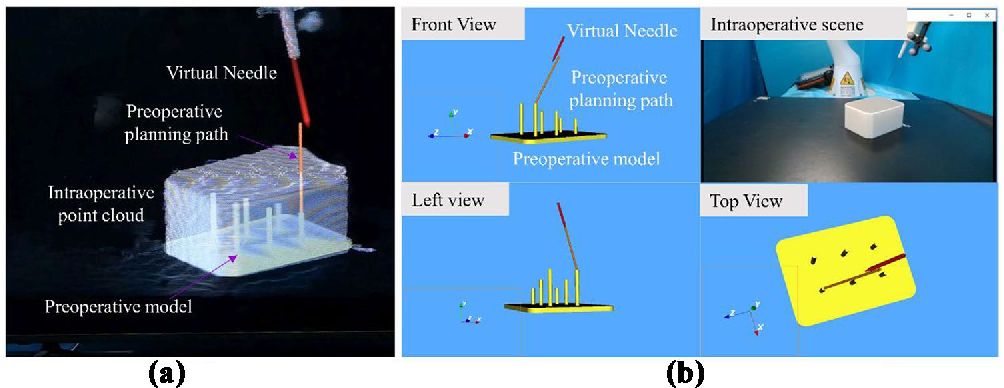 Virtual Needle
Preoperative
planning path
Intraoperative
point cloud
Preoperative model
(a)
Front View
Virtual Needle
Preoperative
planning path
Preoperative model
Intraoperative scene
Left view
Top View
(b)